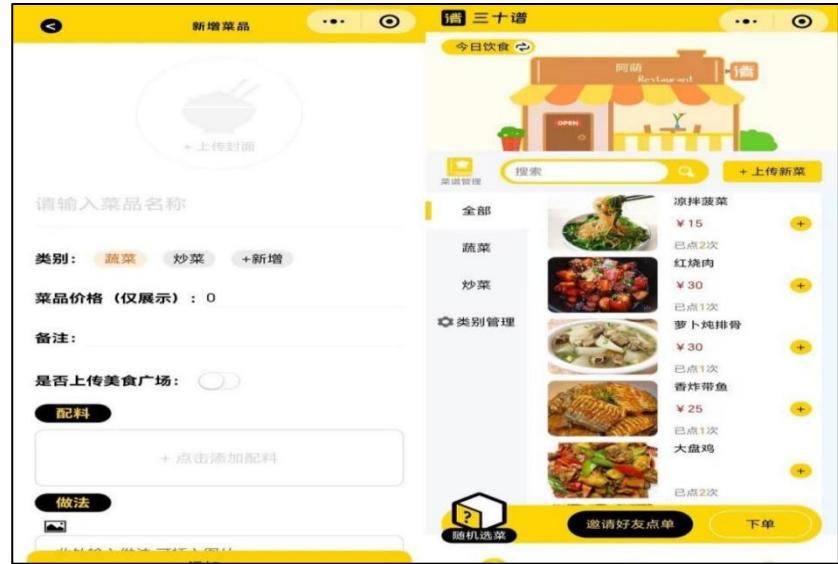 新增菜品
+ 上传封面
请输入菜品名称
类别： 蔬菜 炒菜 +新增
菜品价格（仅展示）: 0
备注:
是否上传美食广场:
配料
+ 点击添加配料
做法
三十谱
今日饮食
阿萌
Restaurant
OPEN
菜谱管理
搜索
+ 上传新菜
全部
蔬菜
炒菜
类别管理
凉拌菠菜
¥ 15
已点2次
红烧肉
¥ 30
已点1次
萝卜炖排骨
¥ 30
已点1次
香炸带鱼
¥ 25
已点1次
大盘鸡
已点2次
?
随机选菜
邀请好友点单
下单